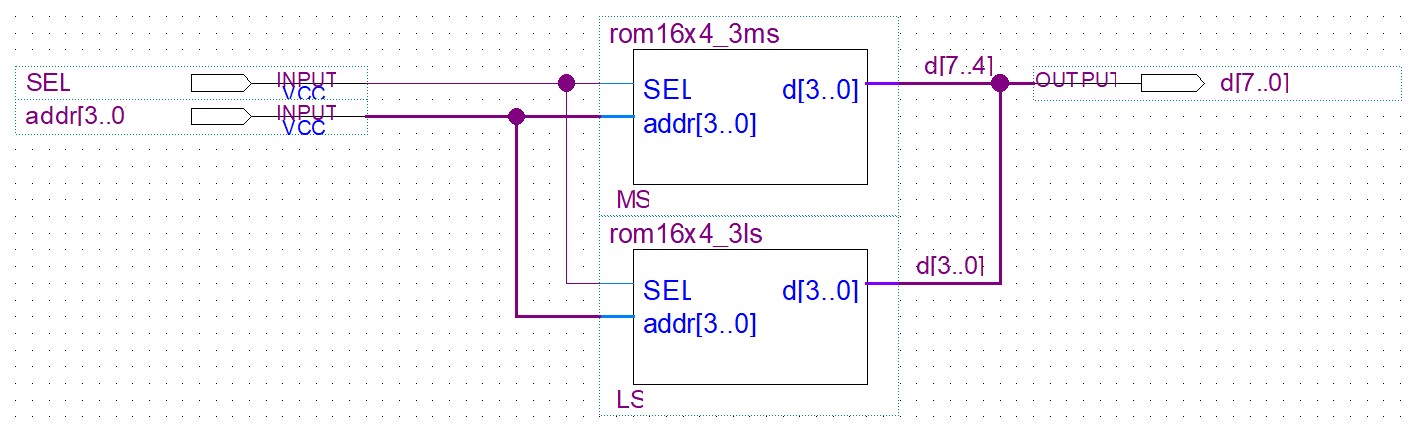 rom16x4_3ms
SEL INPUT VCC
addr[3..0 INPUT VCC
SEL d[3..0]
addr[3..0]
MS
d[7..4]
OUTPUT d[7..0]
rom16x4_3ls
SEL d[3..0]
addr[3..0]
LS
d[3..0]